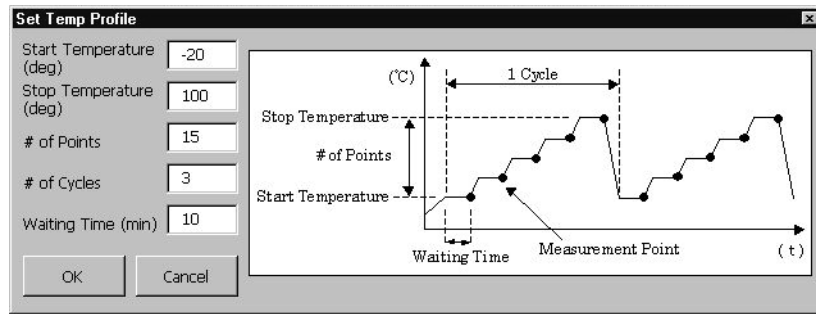 Set Temp Profile
Start Temperature
(deg)
-20
Stop Temperature
(deg)
100
# of Points
15
# of Cycles
3
Waiting Time (min)
10
OK
Cancel
(℃)
1 Cycle
Stop Temperature
# of Points
Start Temperature
Waiting Time
Measurement Point
(t)